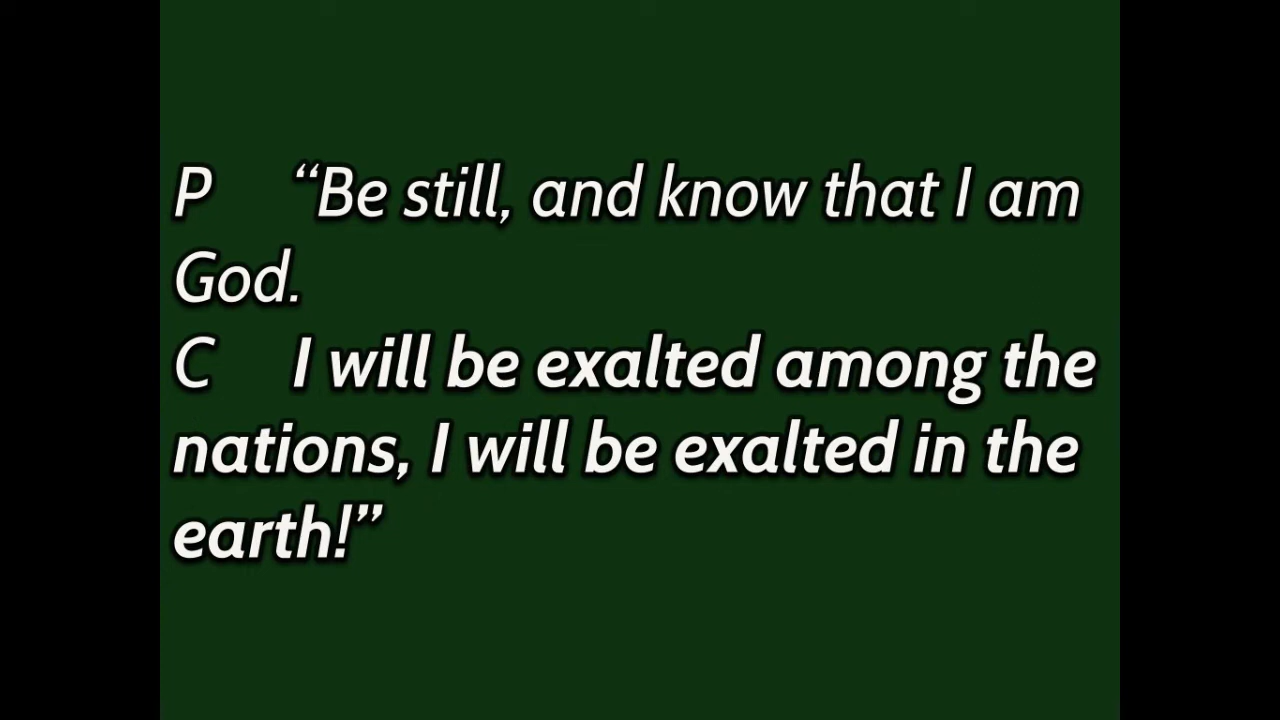 P “Be still, and know that I am
God.
C I will be exalted among the
nations, I will be exalted in the
earth!”